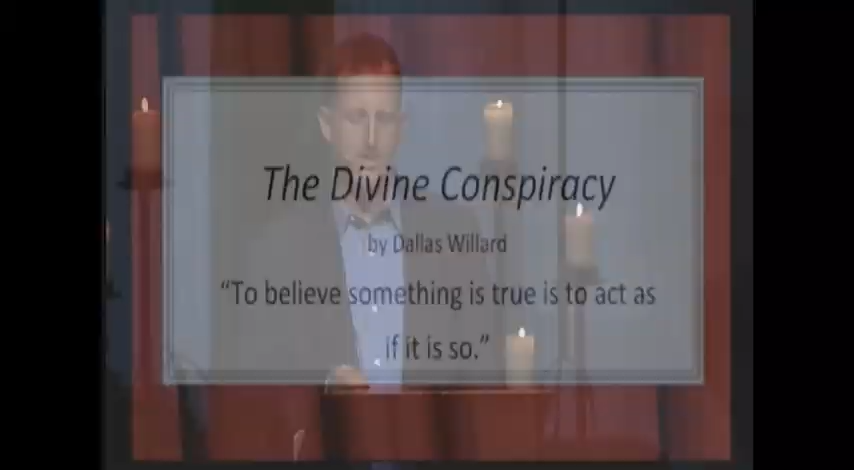 The Divine Conspiracy
by Dallas Willard
“To believe something is true is to act as
if it is so.”